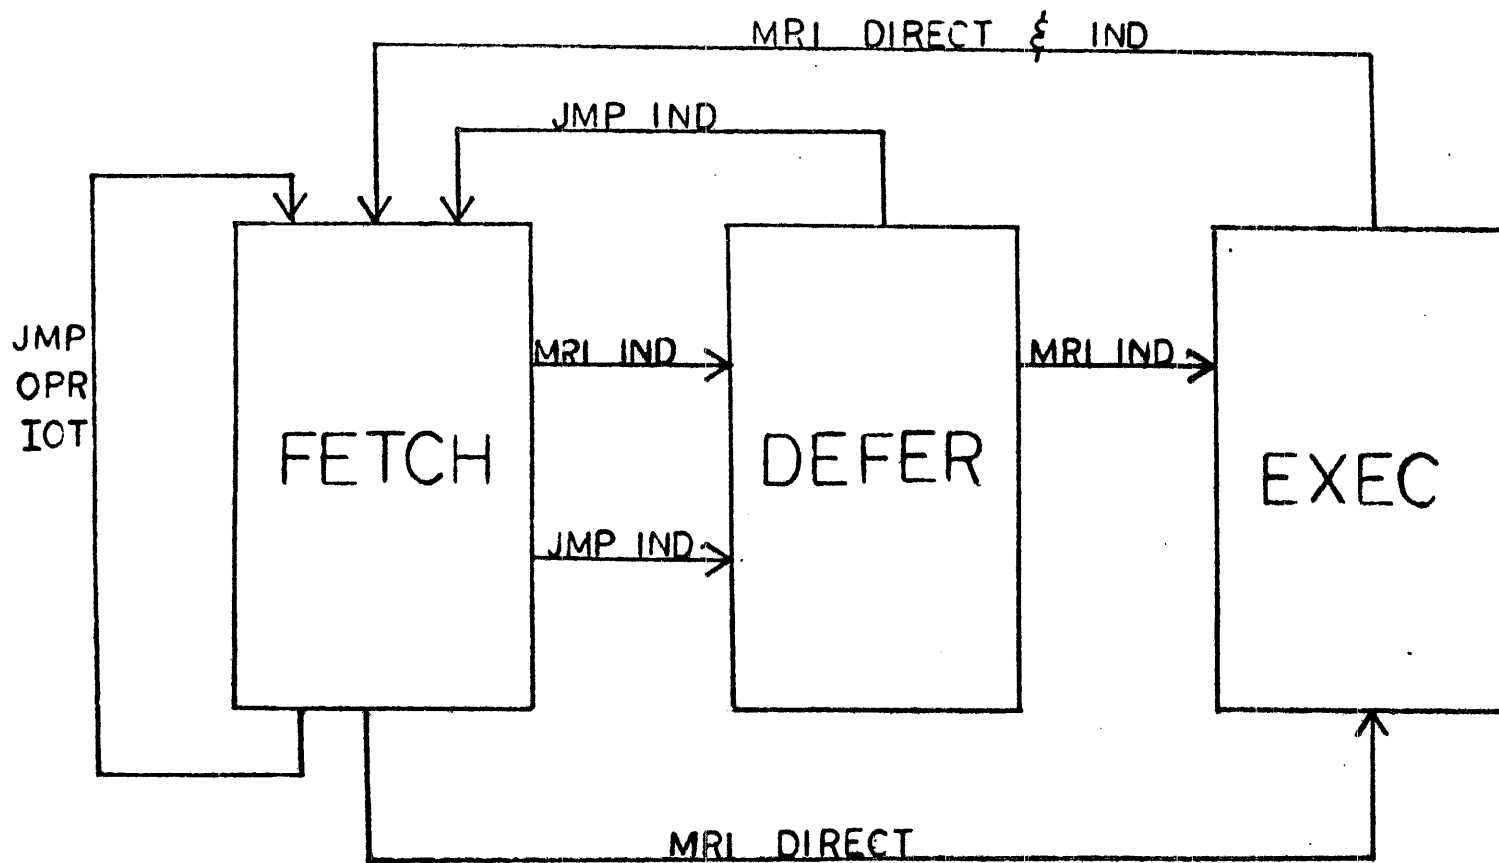 MRI DIRECT & IND
JMP IND
JMP
OPR
IOT
MRI IND
MRI IND
FETCH
DEFER
EXEC
JMP IND
MRI DIRECT